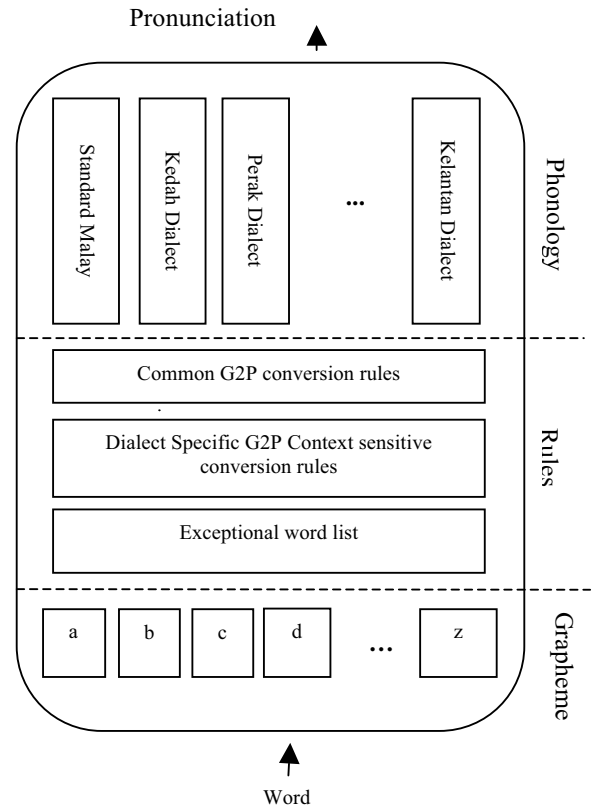 Pronunciation
Standard Malay
Kedah Dialect
Perak Dialect
...
Kelantan Dialect
Phonology
Common G2P conversion rules
Dialect Specific G2P Context sensitive
conversion rules
Exceptional word list
Rules
a
b
c
d
...
z
Grapheme
Word